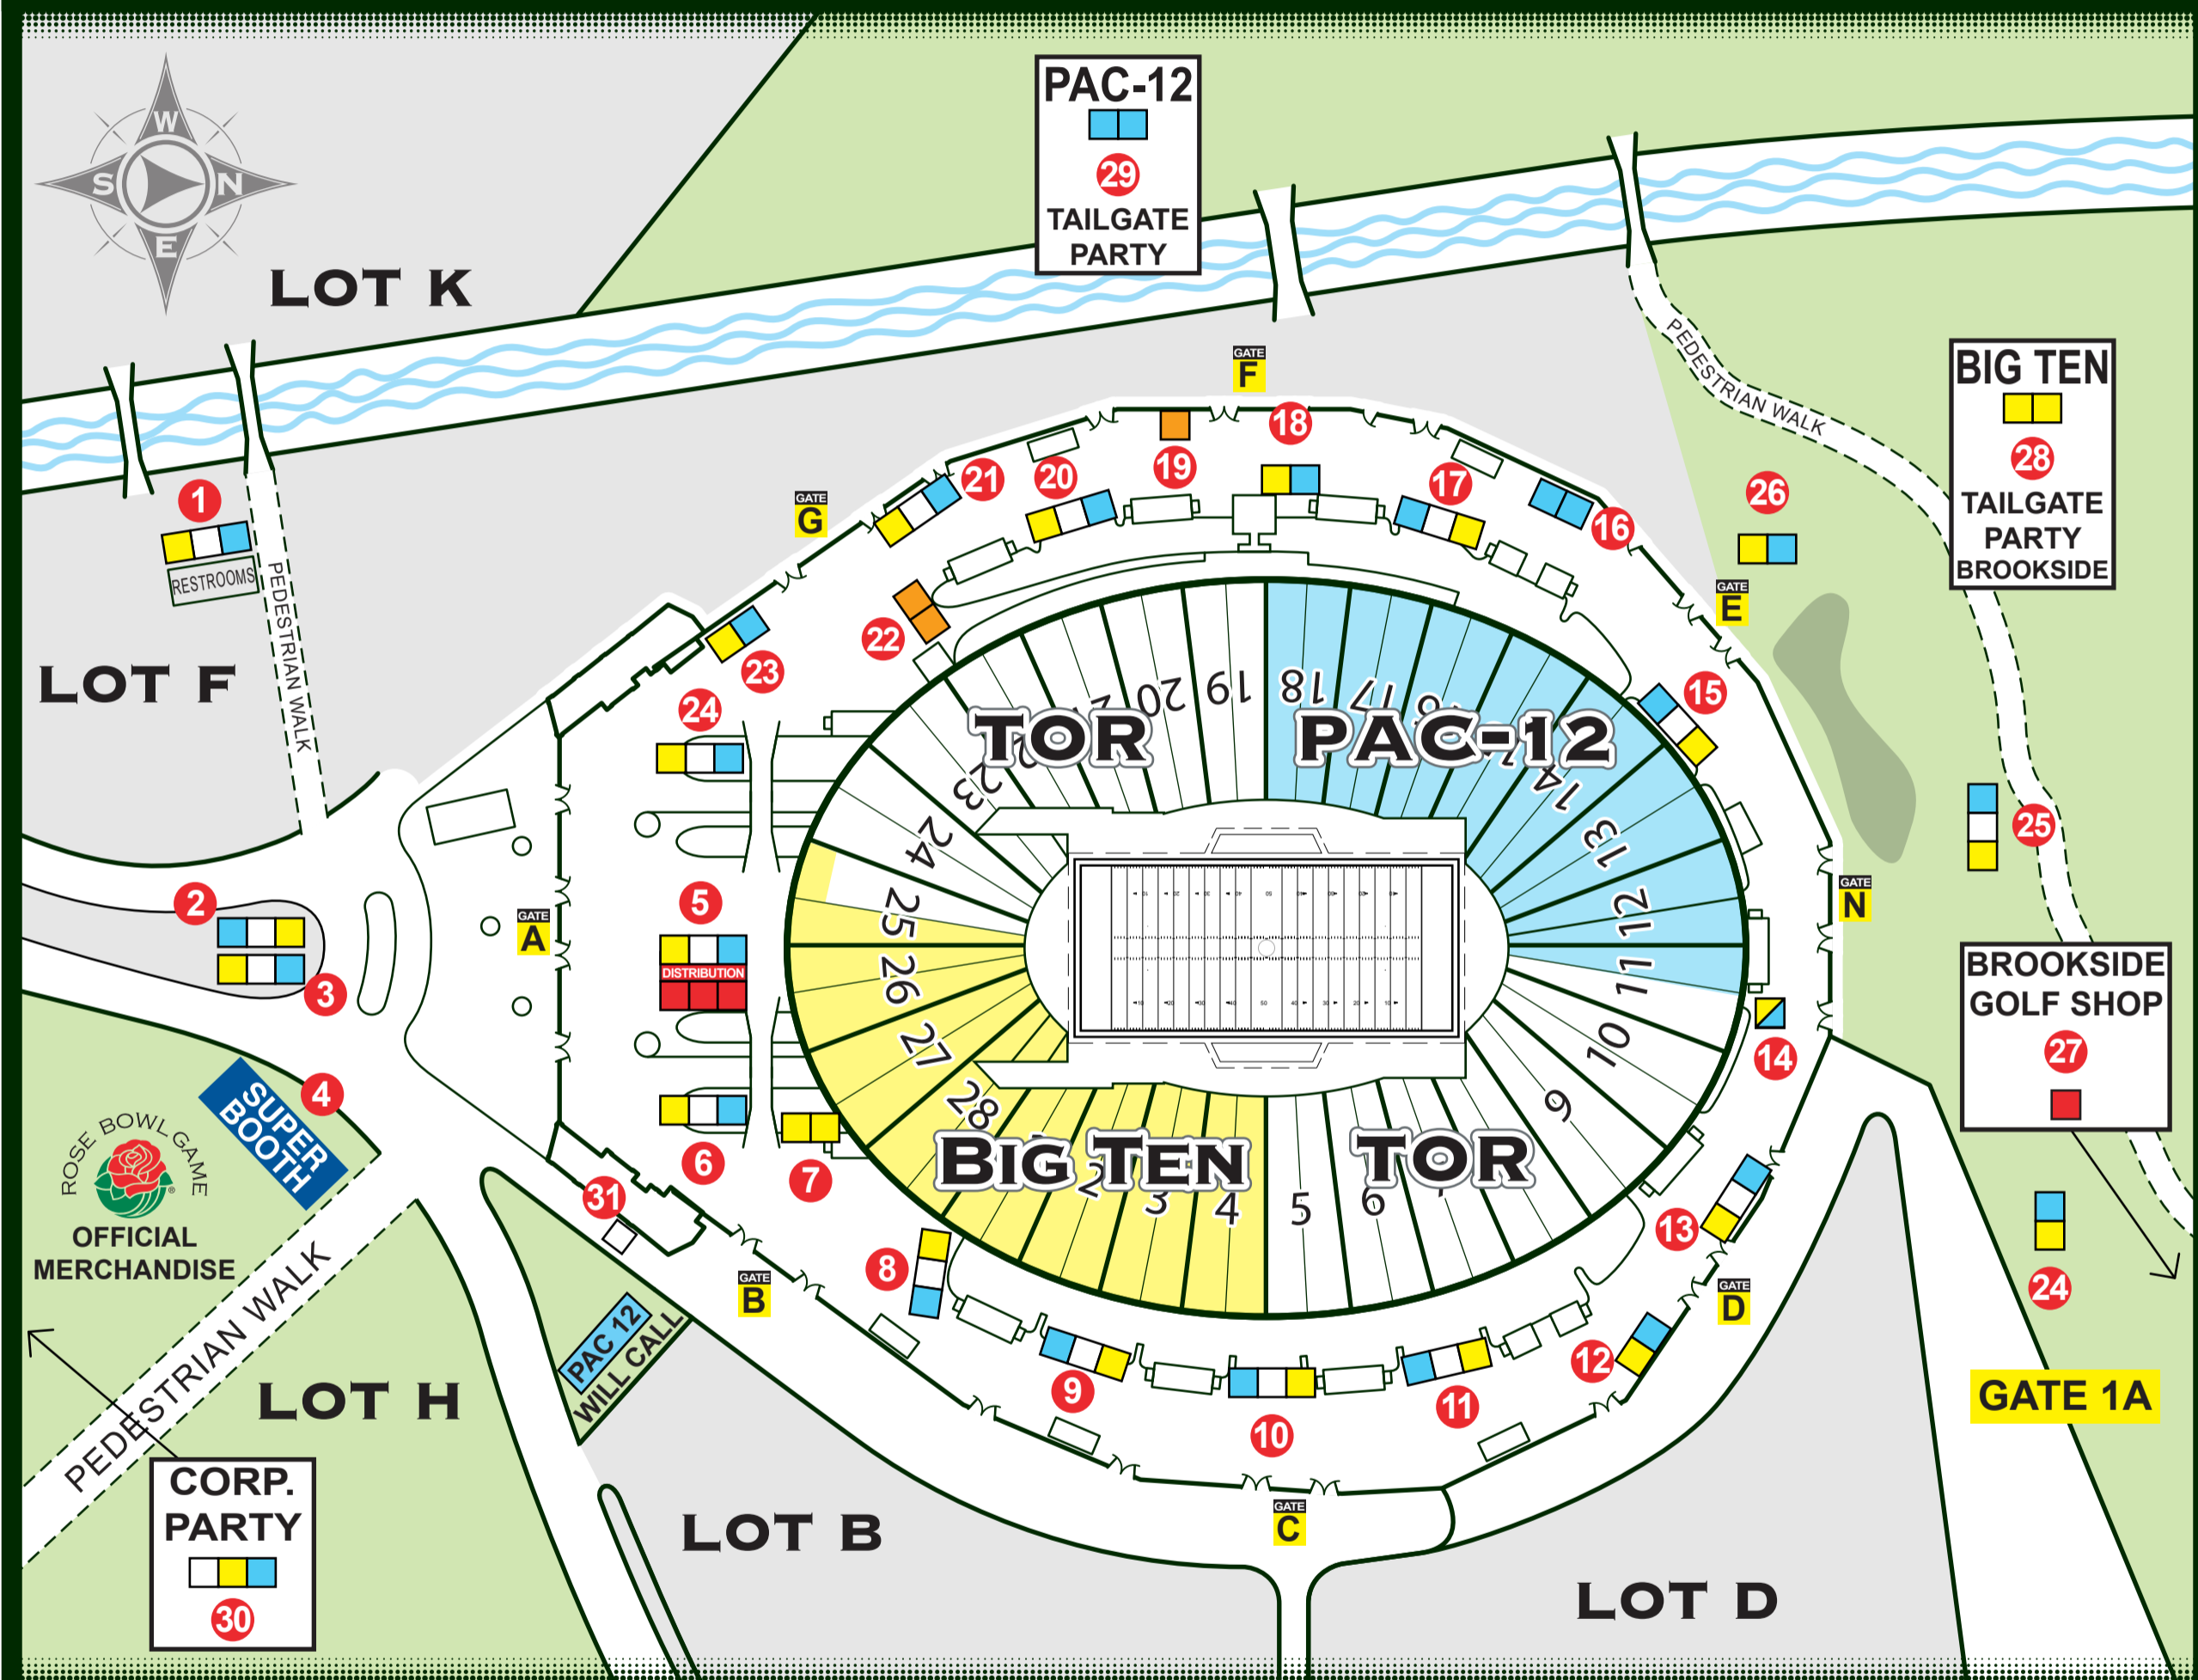 W
S
N
E
LOT K
PAC-12
29
TAILGATE
PARTY
PEDESTRIAN WALK
BIG TEN
28
TAILGATE
PARTY
BROOKSIDE
GATE
F
18
19
20
21
17
16
26
GATE
G
GATE
E
1
RESTROOMS
PEDESTRIAN WALK
LOT F
22
23
24
15
19
20
23
24
25
26
27
28
18
17
14
13
12
11
10
9
TOR
PAC-12
25
2
3
GATE
A
5
DISTRIBUTION
GATE
N
BROOKSIDE
GOLF SHOP
27
14
4
SUPER
BOOTH
ROSE BOWL GAME
®
OFFICIAL
MERCHANDISE
PEDESTRIAN WALK
6
7
31
BIG TEN
TOR
2
3
4
5
6
8
9
10
11
12
13
24
GATE
B
GATE
D
PAC 12
WILL CALL
GATE 1A
LOT H
CORP.
PARTY
30
LOT B
GATE
C
LOT D